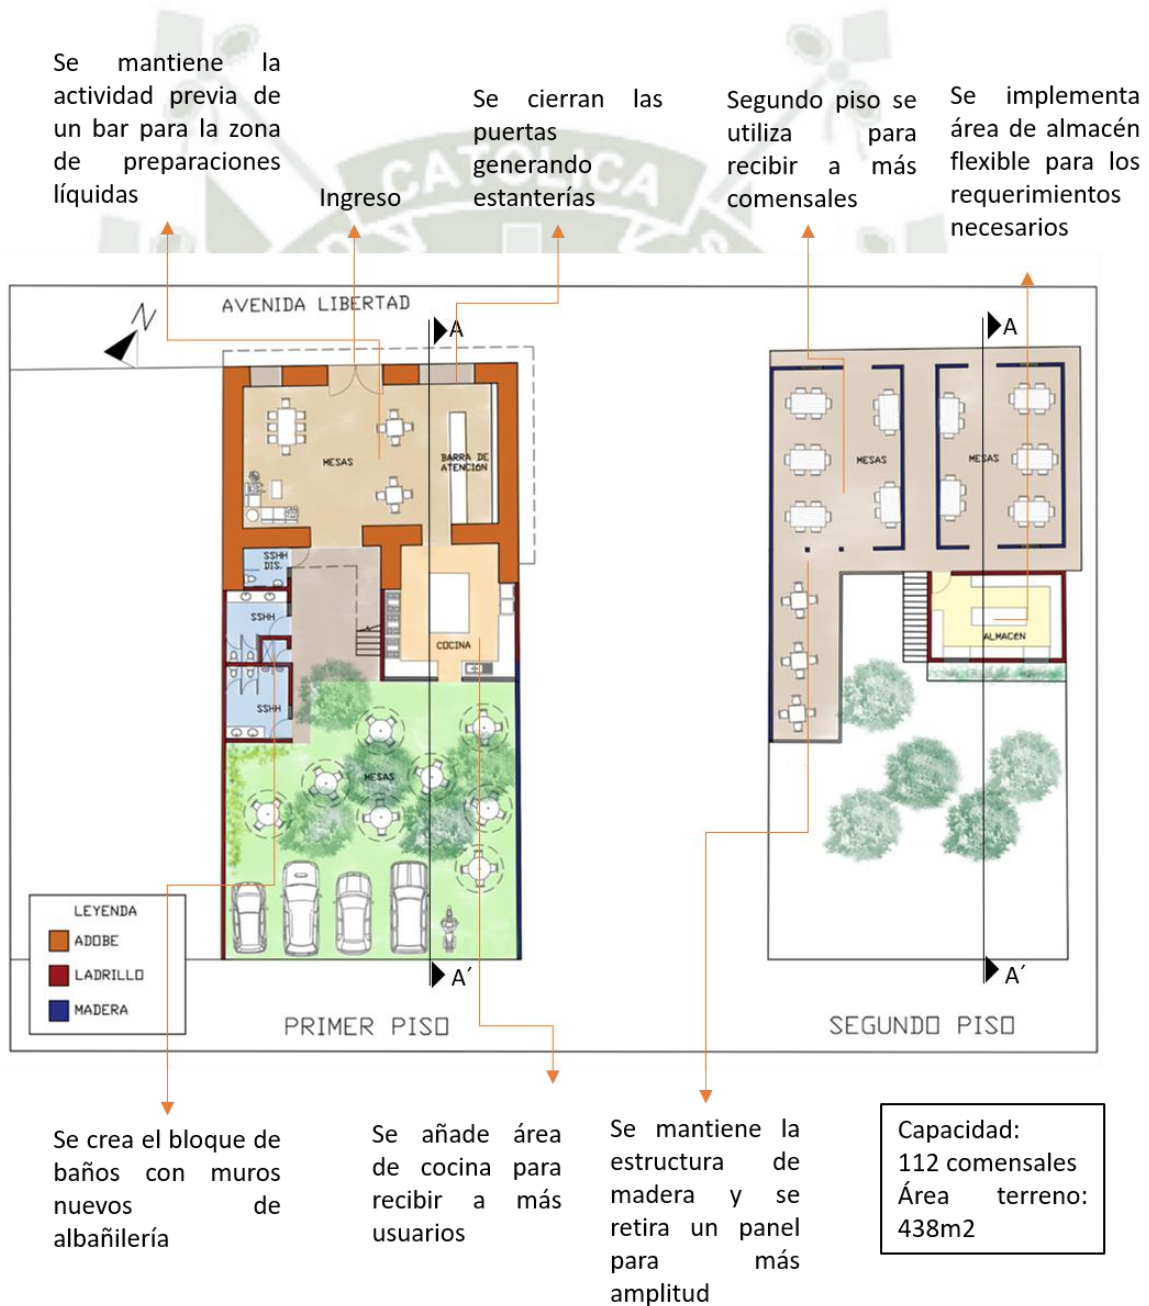 Se mantiene la
actividad previa de
un bar para la zona
de preparaciones
líquidas
Ingreso
Se cierran las
puertas
generando
estanterías
Segundo piso se
utiliza para
recibir a más
comensales
Se implementa
área de almacén
flexible para los
requerimientos
necesarios
CATOLICA
AVENIDA LIBERTAD
N
A
A
MESAS
BARRA DE
ATENCIÓN
MESAS
MESAS
SSHH
DIS.
SSHH
COCINA
ALMACEN
SSHH
MESAS
LEYENDA
ADOBE
LADRILLO
MADERA
A´
A´
PRIMER PISO
SEGUNDO PISO
Se crea el bloque de
baños con muros
nuevos de
albañilería
Se añade área
de cocina para
recibir a más
usuarios
Se mantiene la
estructura de
madera y se
retira un panel
para más
amplitud
Capacidad:
112 comensales
Área terreno:
438m2